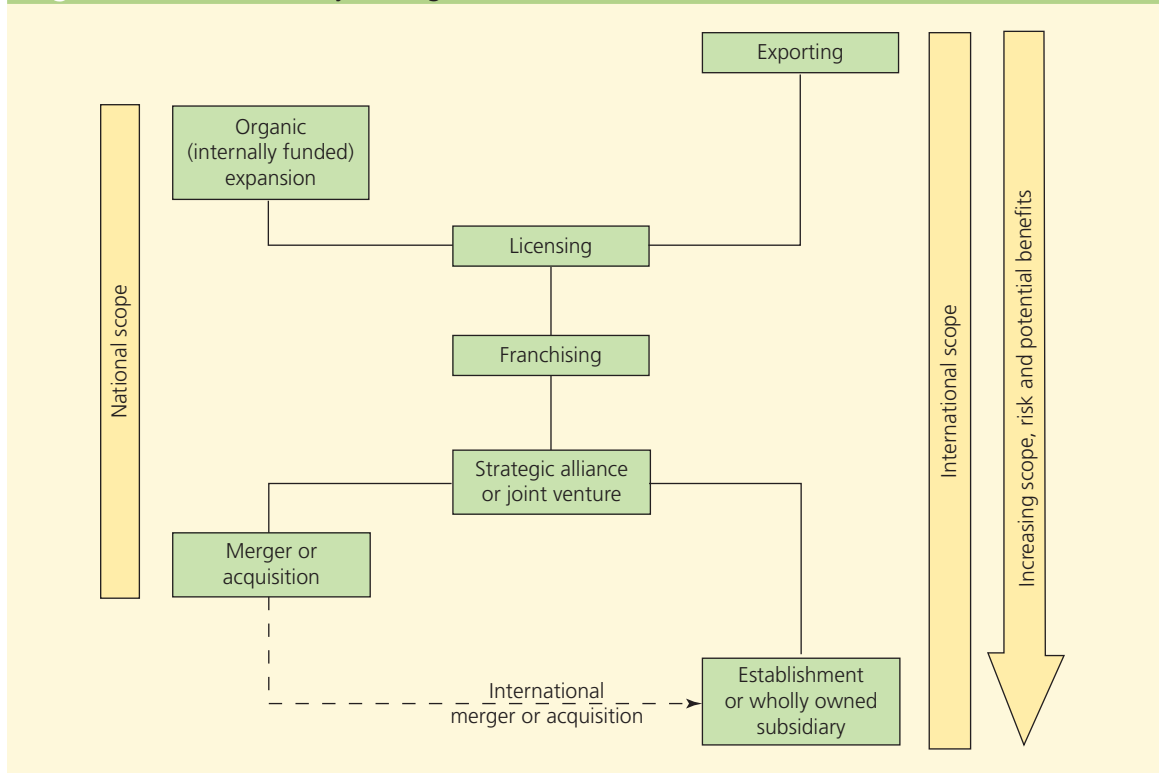 Exporting
Organic
(internally funded)
expansion
Licensing
Franchising
Strategic alliance
or joint venture
Merger or
acquisition
Establishment
or wholly owned
subsidiary
International
merger or acquisition
National scope
International scope
Increasing scope, risk and potential benefits